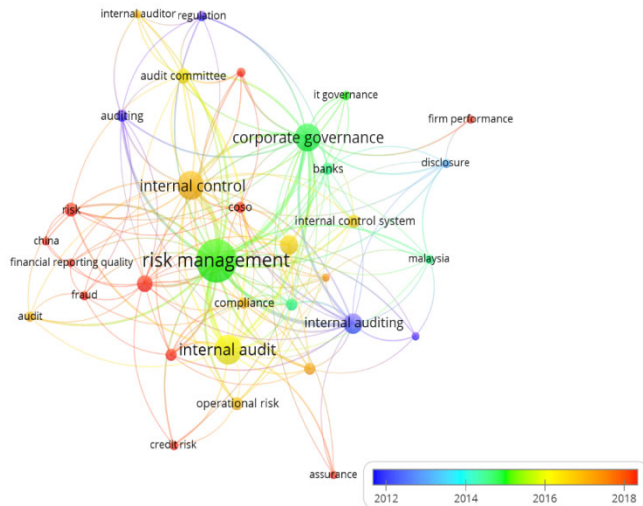 internal auditor
regulation
audit committee
it governance
auditing
firm performance
corporate governance
disclosure
banks
internal control
risk
coso
internal control system
china
risk management
malaysia
financial reporting quality
fraud
compliance
audit
internal auditing
internal audit
operational risk
credit risk
assurance
2012
2014
2016
2018